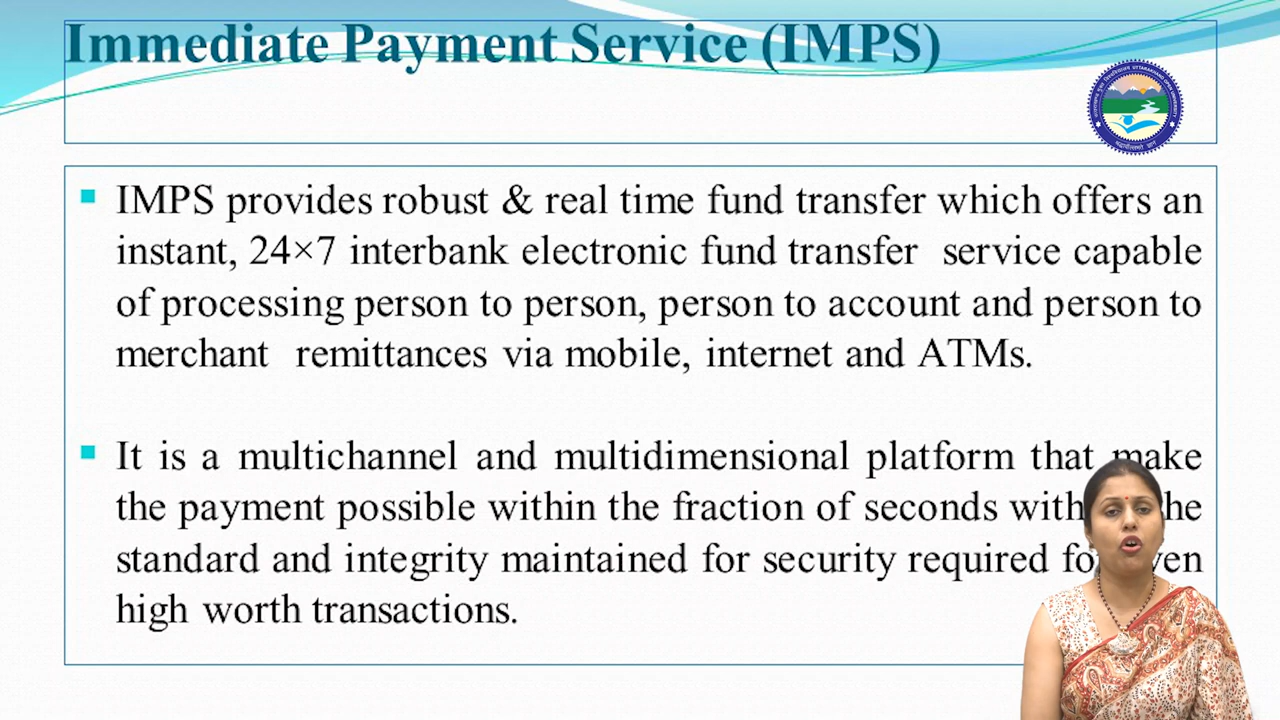 Immediate Payment Service (IMPS)
IMPS provides robust & real time fund transfer which offers an
instant, 24×7 interbank electronic fund transfer service capable
of processing person to person, person to account and person to
merchant remittances via mobile, internet and ATMs.
It is a multichannel and multidimensional platform that make
the payment possible within the fraction of seconds with
standard and integrity maintained for security required
high worth transactions.